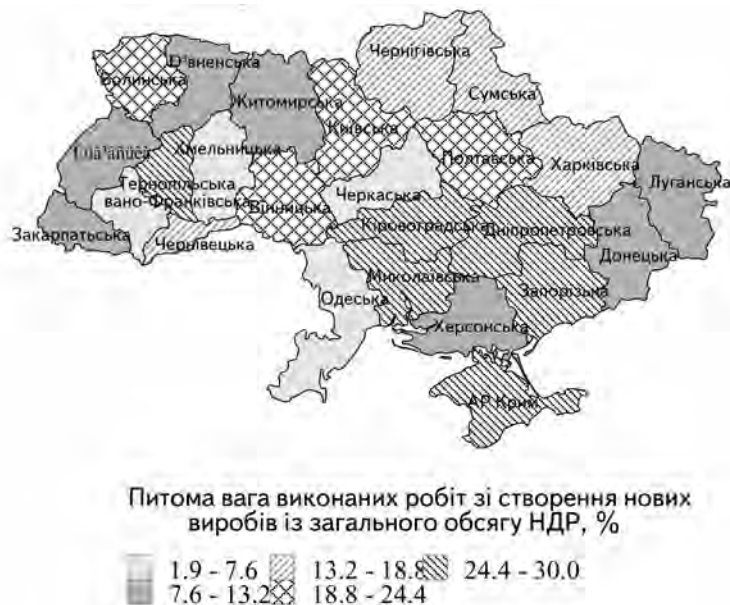 Чернігівська
Р³вненська
Волинська
Сумська
Житомирська
Київська
Хмельницька
Полтавська
Харківська
Луганська
Тернопільська
Черкаська
вано-Франківська
Вінницька
Кіровоградська
Дніпропетровська
Закарпатська
Чернівецька
Донецька
Миколаївська
Запорізька
Одеська
Херсонська
АР Крим
Питома вага виконаних робіт зі створення нових
виробів із загального обсягу НДР, %
1.9 - 7.6 13.2 - 18.8 24.4 - 30.0
7.6 - 13.2 18.8 - 24.4